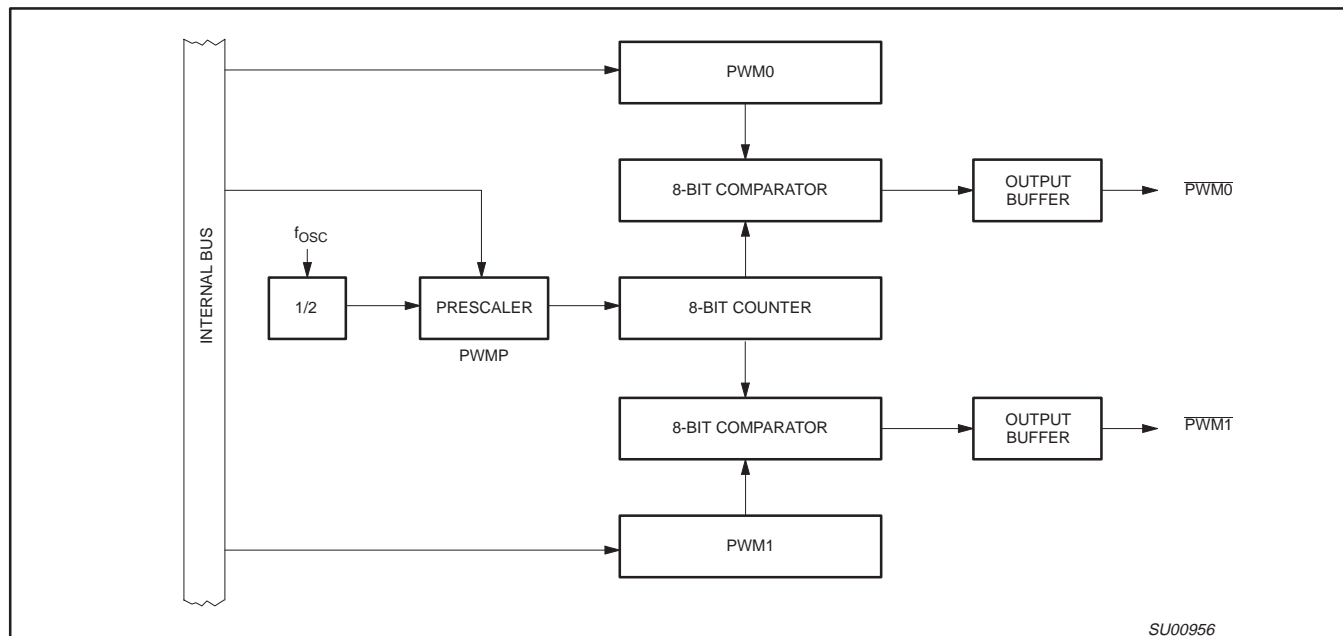 INTERNAL BUS
PWM0
8-BIT COMPARATOR
OUTPUT
BUFFER
PWM0
fOSC
1/2
PRESCALER
PWMP
8-BIT COUNTER
8-BIT COMPARATOR
OUTPUT
BUFFER
PWM1
PWM1
SU00956